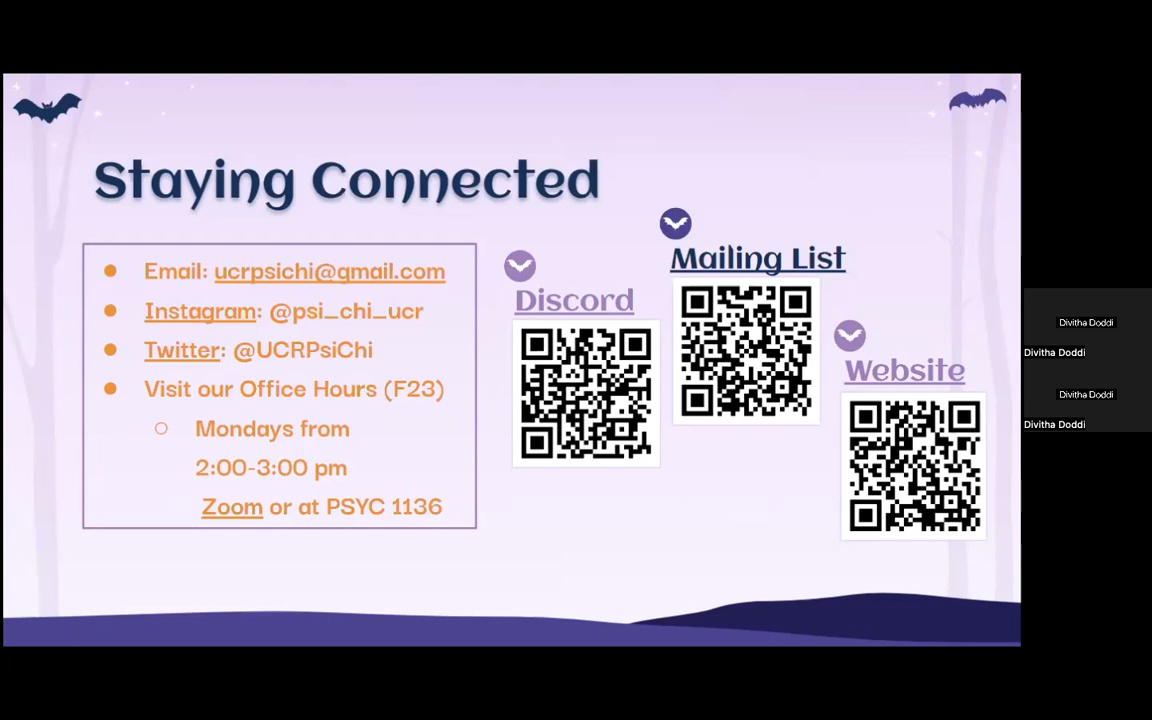 Staying Connected
Email: ucrpsichi@gmail.com
Instagram: @psi_chi_ucr
Twitter: @UCRPsiChi
Visit our Office Hours (F23)
Mondays from
2:00-3:00 pm
Zoom or at PSYC 1136
Discord
Mailing List
Website
Divitha Doddi
Divitha Doddi
Divitha Doddi
Divitha Doddi